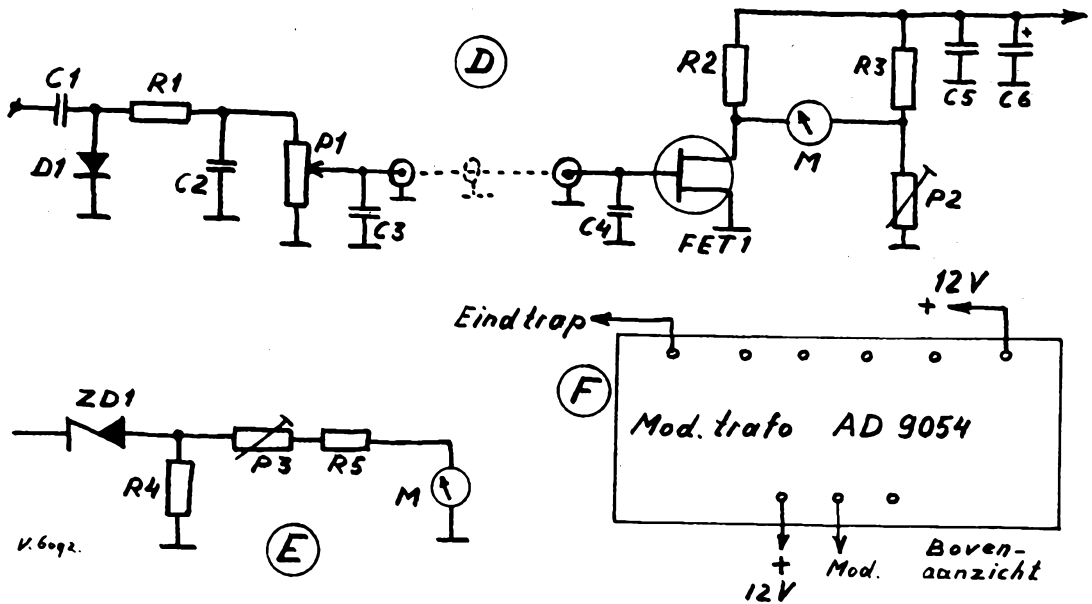 D
C1
R1
D1
C2
P1
C3
C4
FET1
R2
R3
M
P2
C5
+
C6
ZD1
R4
P3
R5
M
E
F
Eindtrap
+ 12V
Mod. trafo AD 9054
+
12V
Mod.
Boven-
aanzicht